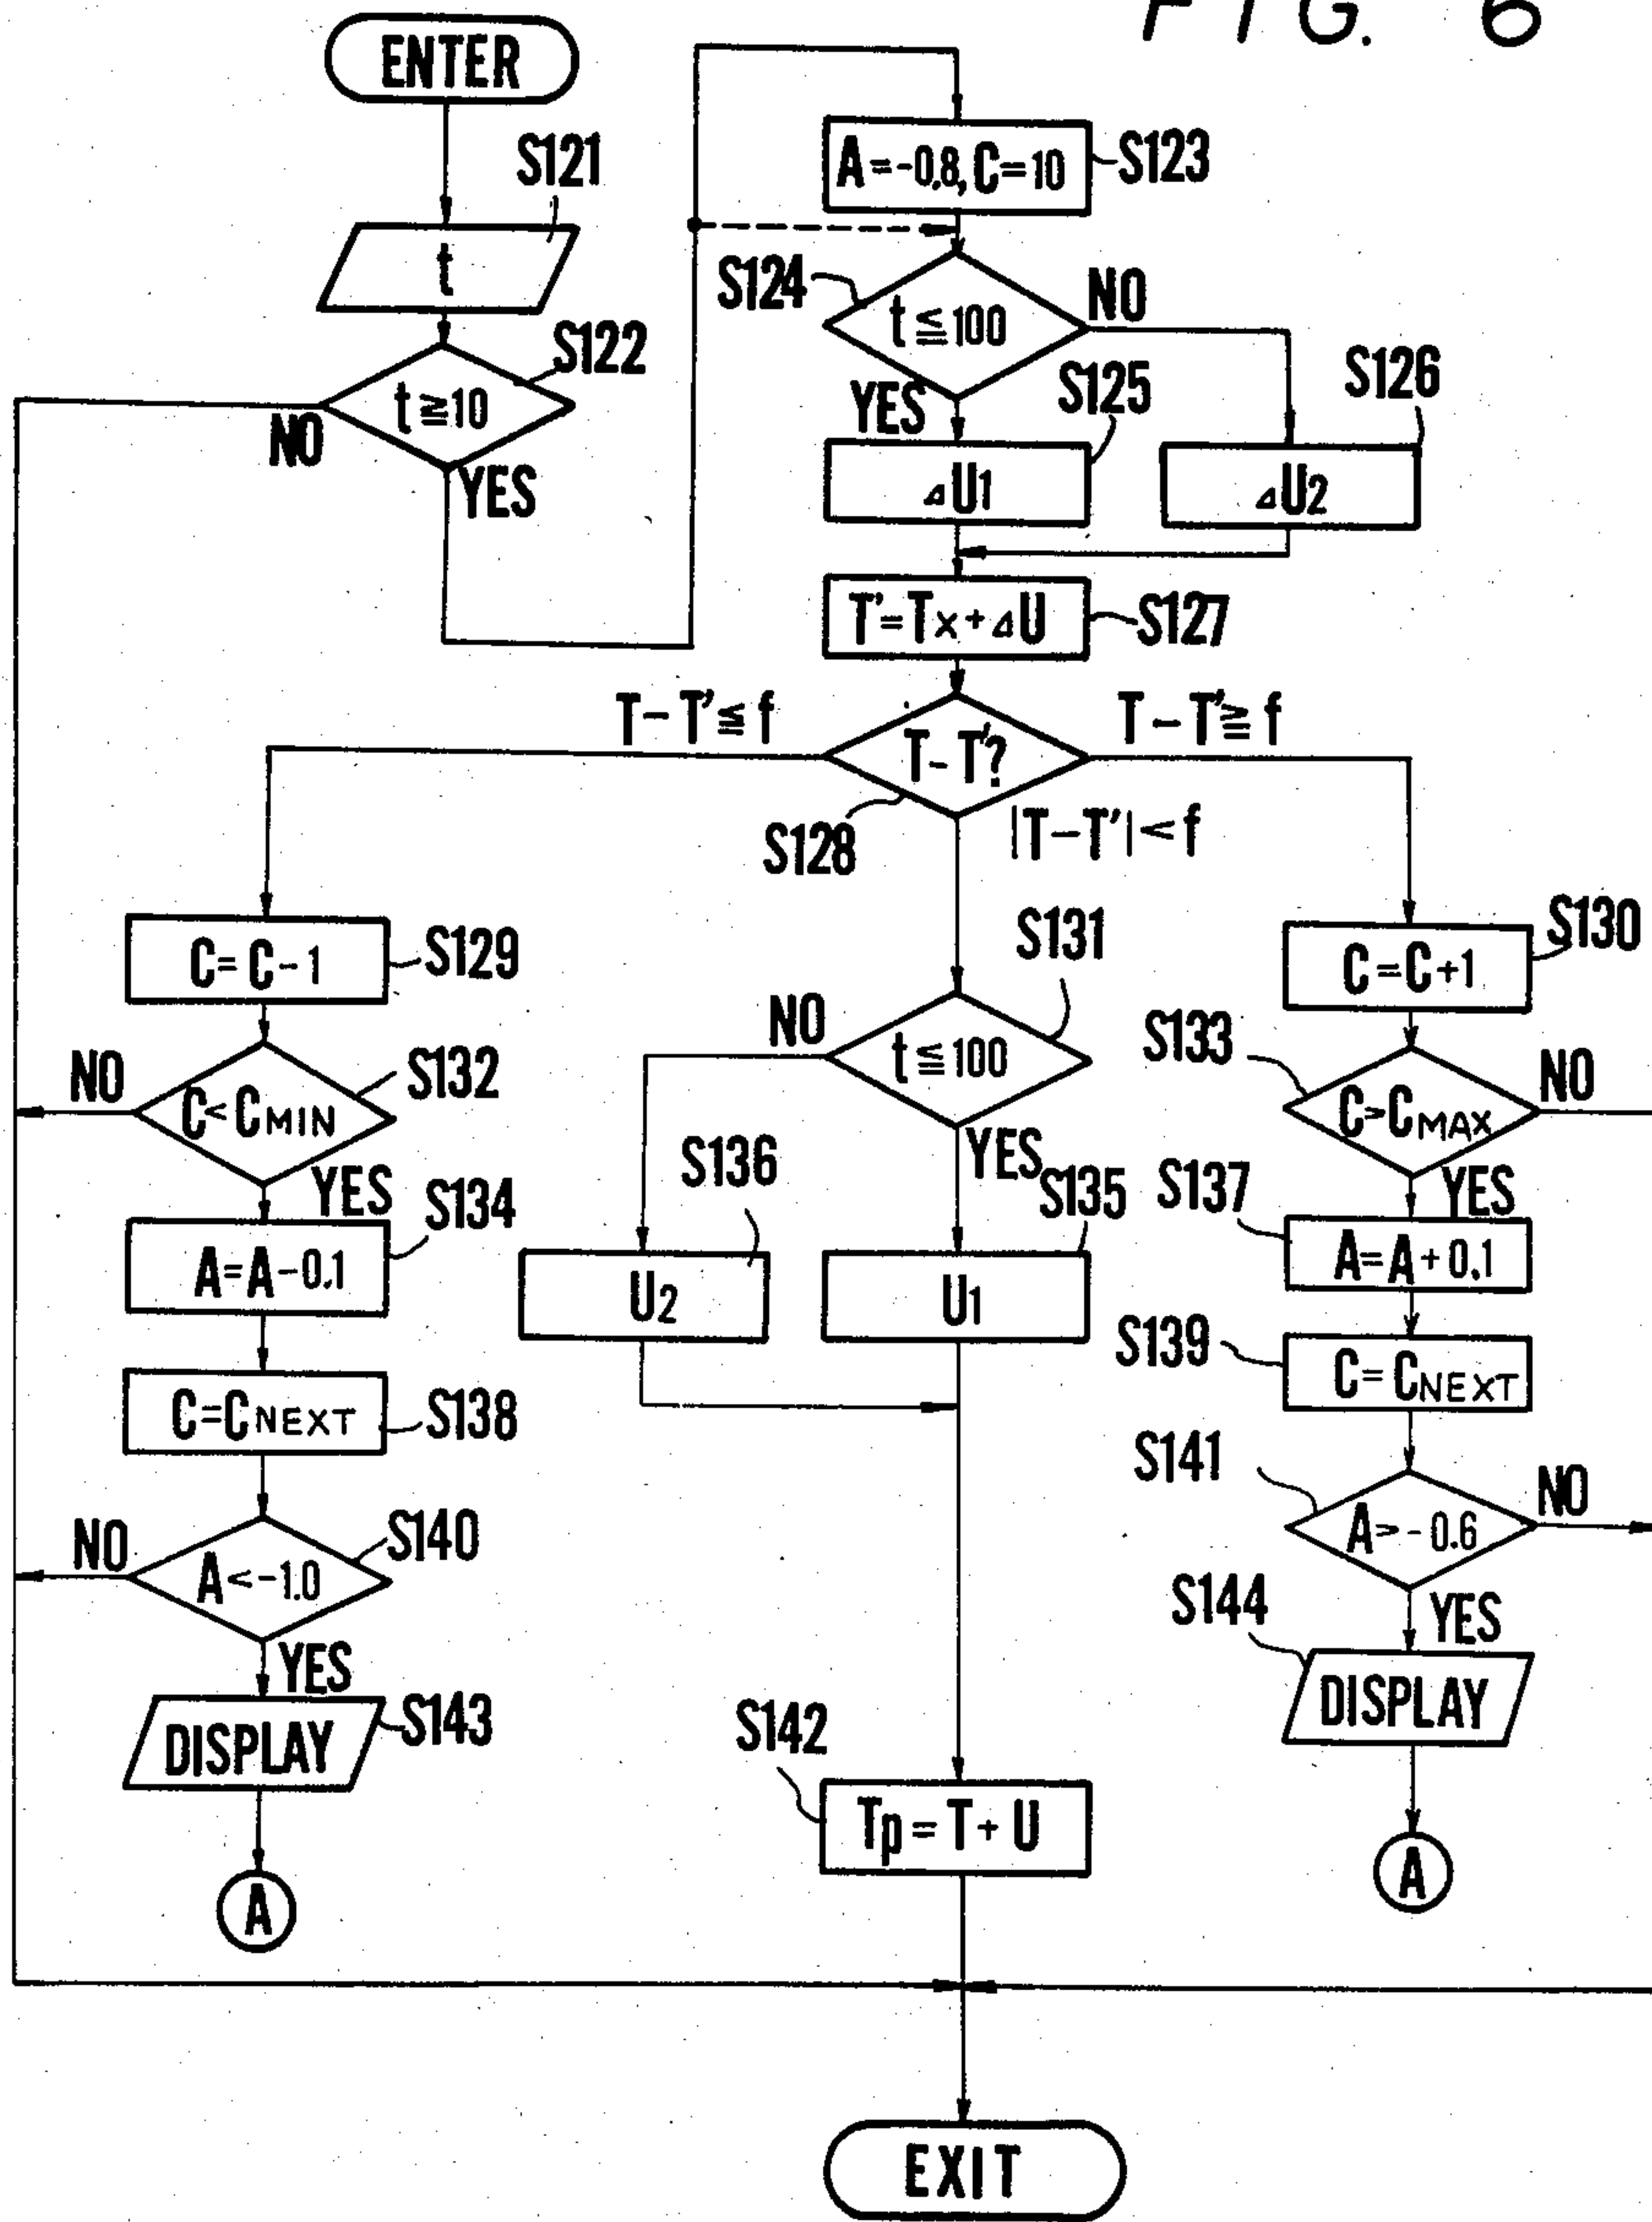 FIG. 6
ENTER
S121
t
S122
t≧10
NO
YES
A=-0.8, C=10
S123
S124
t≦100
NO
YES
S125
S126
⊿U1
⊿U2
T'=Tx+⊿U
S127
T-T'≦f
T-T'≧f
T-T'?
|T-T'|<f
S128
C=C-1
S129
C=C+1
S130
S131
t≦100
NO
YES
S132
C<CMIN
NO
YES
S133
C>CMAX
NO
YES
S134
A=A-0.1
S136
U2
S135
U1
S137
A=A+0.1
C=CNEXT
S138
S139
C=CNEXT
S140
A<-1.0
NO
YES
S141
A>-0.6
NO
YES
DISPLAY
S143
S144
DISPLAY
S142
Tp=T+U
A
A
EXIT